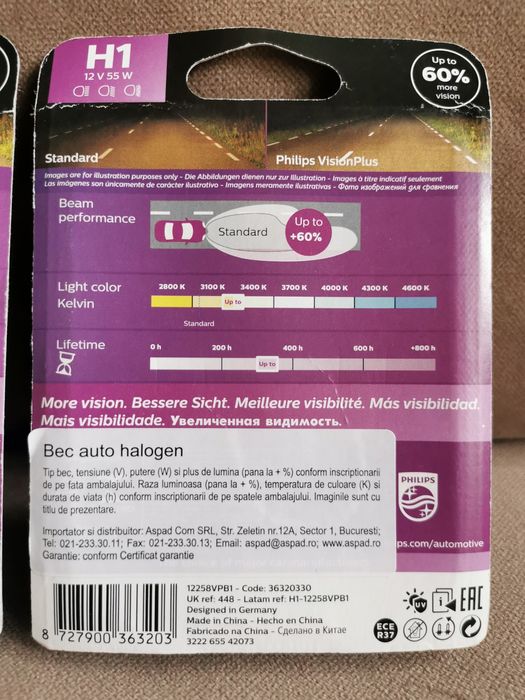 H1
12 V 55 W
Up to
60%
more
vision
Standard
Philips VisionPlus
Images are for illustration purposes only - Die Abbildungen dienen nur zur Illustration - Images à titre indicatif seulement
Las imágenes son únicamente de carácter ilustrativo - Imagens meramente ilustrativas - Фото изображений для сравнения
Beam
performance
Standard
Up to
+60%
Light color
Kelvin
2800 K 3100 K 3400 K 3700 K 4000 K 4300 K 4600 K
Up to
Standard
Lifetime
0 h 200 h 400 h 600 h +800 h
Up to
More vision. Bessere Sicht. Meilleure visibilité. Más visibilidad.
Mais visibilidade. Увеличенная видимость.
Bec auto halogen
Tip bec, tensiune (V), putere (W) si plus de lumina (pana la + %) conform inscriptionarii
de pe fata ambalajului. Raza luminoasa (pana la + %), temperatura de culoare (K) si
durata de viata (h) conform inscriptionarii de pe spatele ambalajului. Imaginile sunt cu
titlu de prezentare.
Importator si distribuitor: Aspad Com SRL, Str. Zeletin nr.12A, Sector 1, Bucuresti;
Tel: 021-233.30.11; Fax: 021-233.30.13; Email: aspad@aspad.ro; www.aspad.ro
Garantie: conform Certificat garantie
PHILIPS
ps.com/automotive
12258VPB1 - Code: 36320330
UK ref: 448 - Latam ref: H1-12258VPB1
Designed in Germany
Made in China - Hecho en China
Fabricado na China - Сделано в Китае
3222 655 42073
8 727900 363203
UV
EAC
ECE
R37